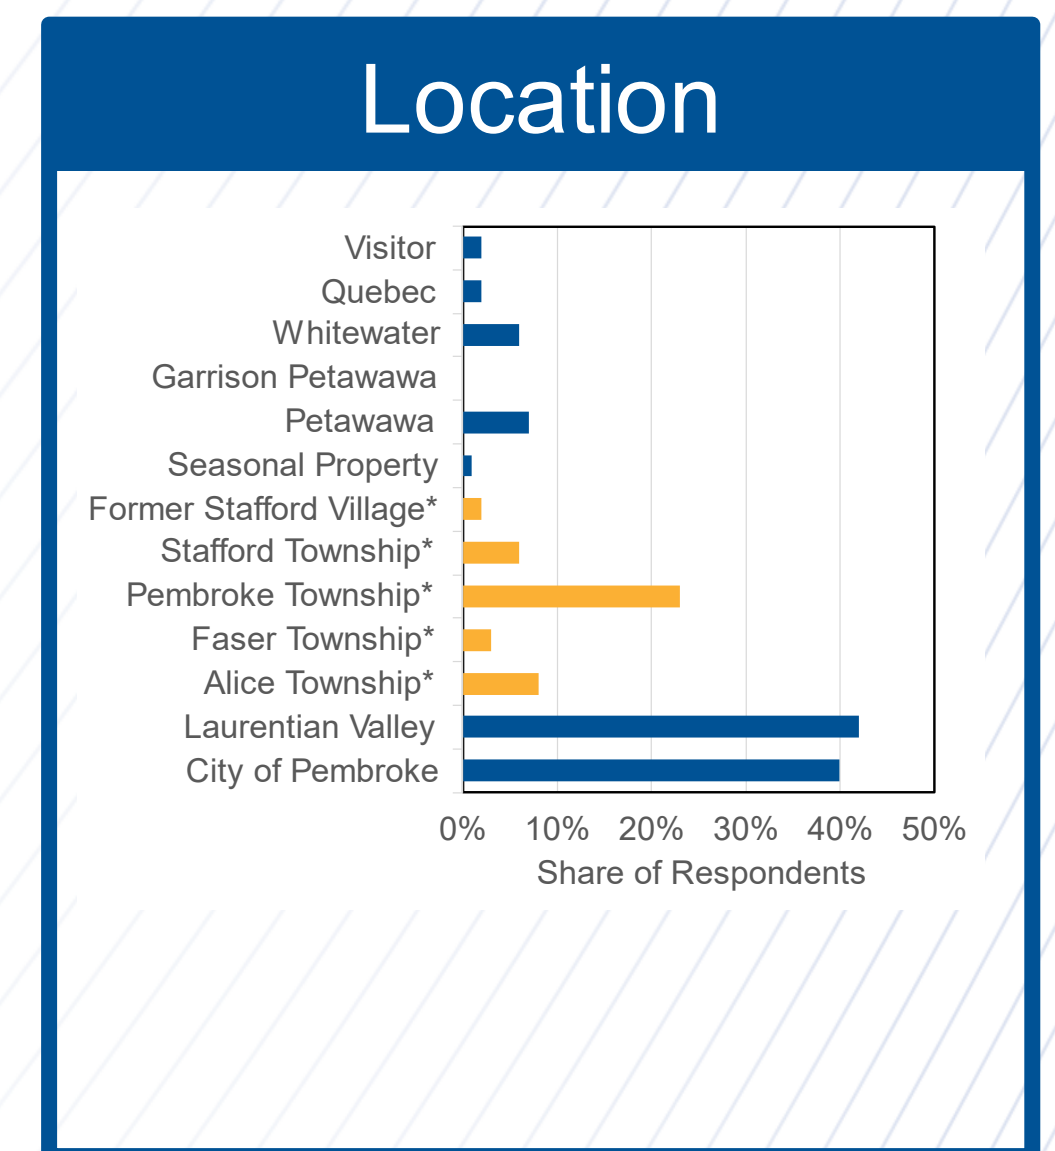 Location
Visitor
Quebec
Whitewater
Garrison Petawawa
Petawawa
Seasonal Property
Former Stafford Village*
Stafford Township*
Pembroke Township*
Faser Township*
Alice Township*
Laurentian Valley
City of Pembroke
0% 10% 20% 30% 40% 50%
Share of Respondents